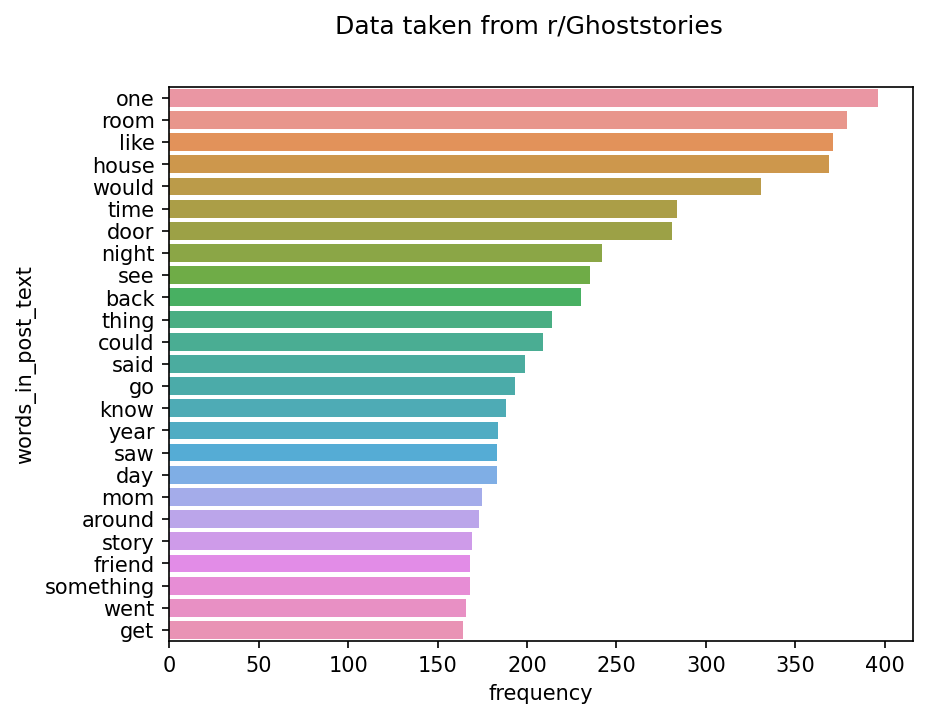 Data taken from r/Ghoststories
words_in_post_text
one
room
like
house
would
time
door
night
see
back
thing
could
said
go
know
year
saw
day
mom
around
story
friend
something
went
get
0 50 100 150 200 250 300 350 400
frequency